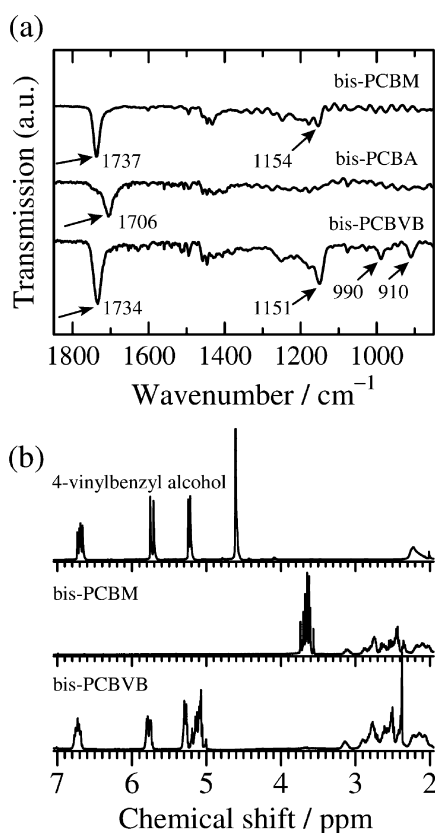 (a)
Transmission (a.u.)
bis-PCBM
1737
1154
bis-PCBA
1706
bis-PCBVB
1734
1151
990
910
1800 1600 1400 1200 1000
Wavenumber / cm⁻¹
(b)
4-vinylbenzyl alcohol
bis-PCBM
bis-PCBVB
7 6 5 4 3 2
Chemical shift / ppm